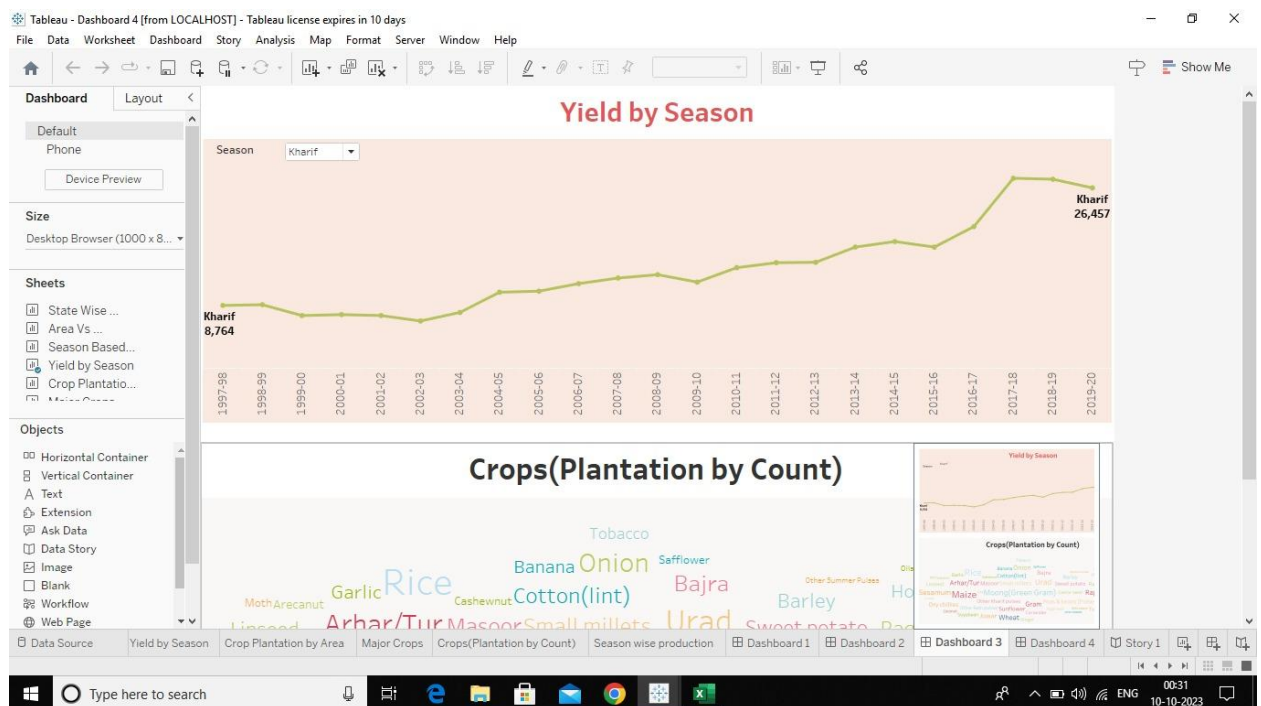 Tableau - Dashboard 4 [from LOCALHOST] - Tableau license expires in 10 days
File Data Worksheet Dashboard Story Analysis Map Format Server Window Help
Show Me
Dashboard Layout
Default
Phone
Device Preview
Size
Desktop Browser (1000 x 8...
Sheets
State Wise ...
Area Vs ...
Season Based...
Yield by Season
Crop Plantatio...
Objects
Horizontal Container
Vertical Container
Text
Extension
Ask Data
Data Story
Image
Blank
Workflow
Web Page
Yield by Season
Season Kharif
Kharif
26,457
Kharif
8,764
1997-98 1998-99 1999-00 2000-01 2001-02 2002-03 2003-04 2004-05 2005-06 2006-07 2007-08 2008-09 2009-10 2010-11 2011-12 2012-13 2013-14 2014-15 2015-16 2016-17 2017-18 2018-19 2019-20
Crops(Plantation by Count)
Tobacco
Banana Onion Safflower
Garlic Rice Bajra Other Summer Pulses
Moth Arecanut Cashewnut Cotton(lint) Barley
Arhar/Tur Masoor Small millets Urad Sweet potato
Yield by Season
Crops(Plantation by Count)
Data Source Yield by Season Crop Plantation by Area Major Crops Crops(Plantation by Count) Season wise production Dashboard 1 Dashboard 2 Dashboard 3 Dashboard 4 Story 1
Type here to search
ENG
00:31
10-10-2023